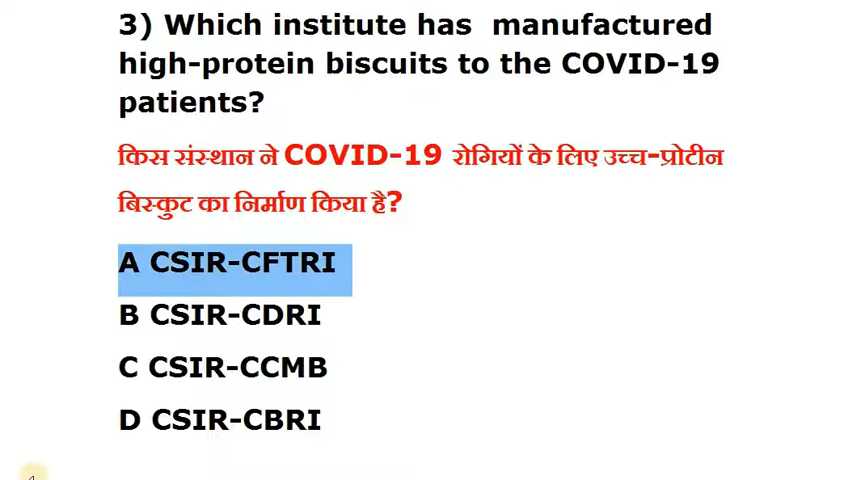 3) Which institute has manufactured
high-protein biscuits to the COVID-19
patients?
किस संस्थान ने COVID-19 रोगियों के लिए उच्च-प्रोटीन
बिस्कुट का निर्माण किया है?
A CSIR-CFTRI
B CSIR-CDRI
C CSIR-CCMB
D CSIR-CBRI